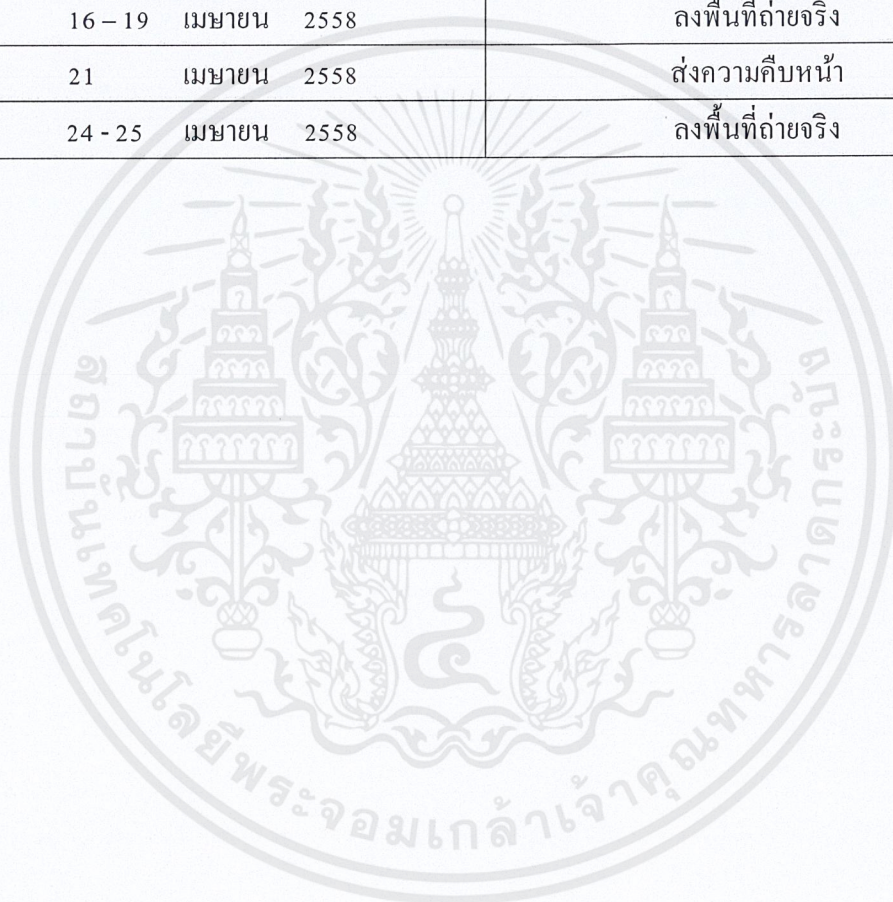 16 – 19 เมษายน 2558 ลงพื้นที่ถ่ายจริง
21 เมษายน 2558 ส่งความคืบหน้า
24 - 25 เมษายน 2558 ลงพื้นที่ถ่ายจริง
สถาบันเทคโนโลยีพระจอมเกล้าเจ้าคุณทหารลาดกระบัง